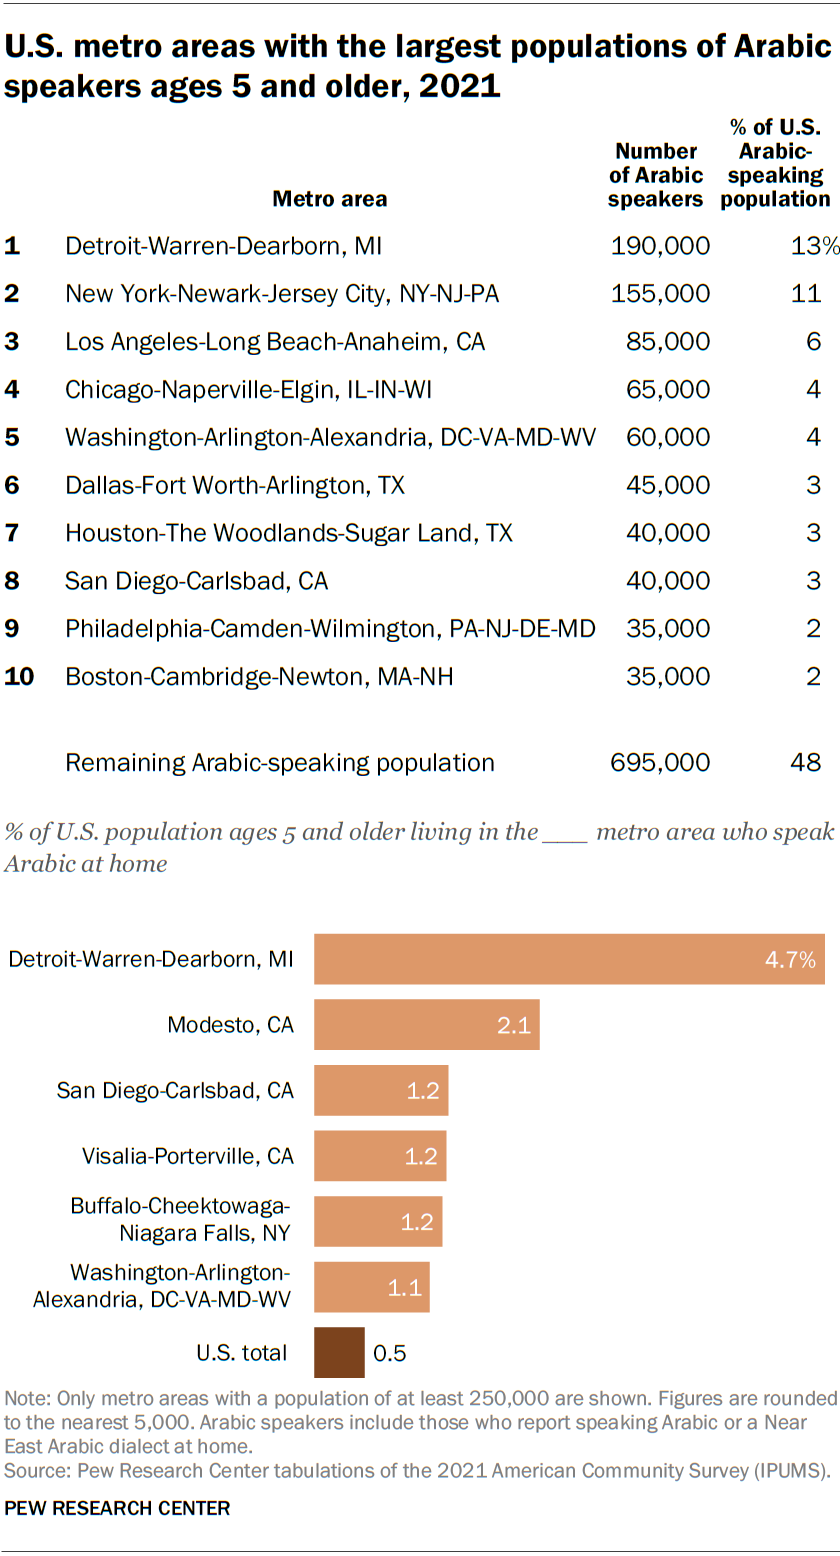 U.S. metro areas with the largest populations of Arabic
speakers ages 5 and older, 2021
Metro area
Number
of Arabic
speakers
% of U.S.
Arabic-
speaking
population
1 Detroit-Warren-Dearborn, MI 190,000 13%
2 New York-Newark-Jersey City, NY-NJ-PA 155,000 11
3 Los Angeles-Long Beach-Anaheim, CA 85,000 6
4 Chicago-Naperville-Elgin, IL-IN-WI 65,000 4
5 Washington-Arlington-Alexandria, DC-VA-MD-WV 60,000 4
6 Dallas-Fort Worth-Arlington, TX 45,000 3
7 Houston-The Woodlands-Sugar Land, TX 40,000 3
8 San Diego-Carlsbad, CA 40,000 3
9 Philadelphia-Camden-Wilmington, PA-NJ-DE-MD 35,000 2
10 Boston-Cambridge-Newton, MA-NH 35,000 2
Remaining Arabic-speaking population 695,000 48
% of U.S. population ages 5 and older living in the ___ metro area who speak
Arabic at home
Detroit-Warren-Dearborn, MI 4.7%
Modesto, CA 2.1
San Diego-Carlsbad, CA 1.2
Visalia-Porterville, CA 1.2
Buffalo-Cheektowaga-
Niagara Falls, NY 1.2
Washington-Arlington-
Alexandria, DC-VA-MD-WV 1.1
U.S. total 0.5
Note: Only metro areas with a population of at least 250,000 are shown. Figures are rounded
to the nearest 5,000. Arabic speakers include those who report speaking Arabic or a Near
East Arabic dialect at home.
Source: Pew Research Center tabulations of the 2021 American Community Survey (IPUMS).
PEW RESEARCH CENTER